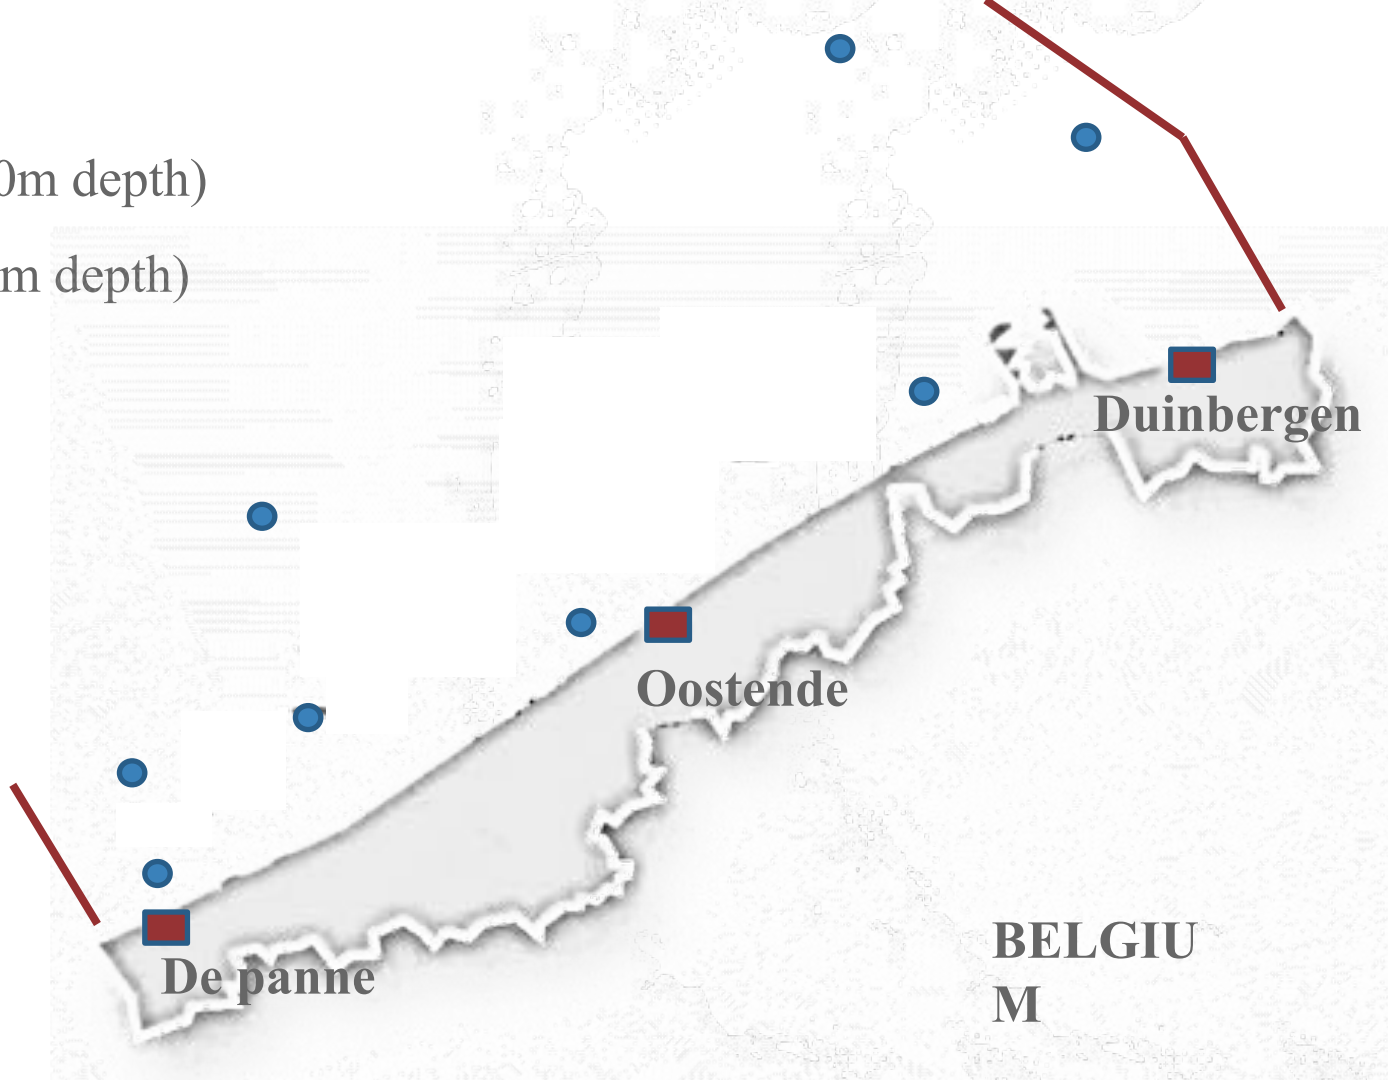 0m depth)
m depth)
Duinbergen
Oostende
De panne
BELGIU
M